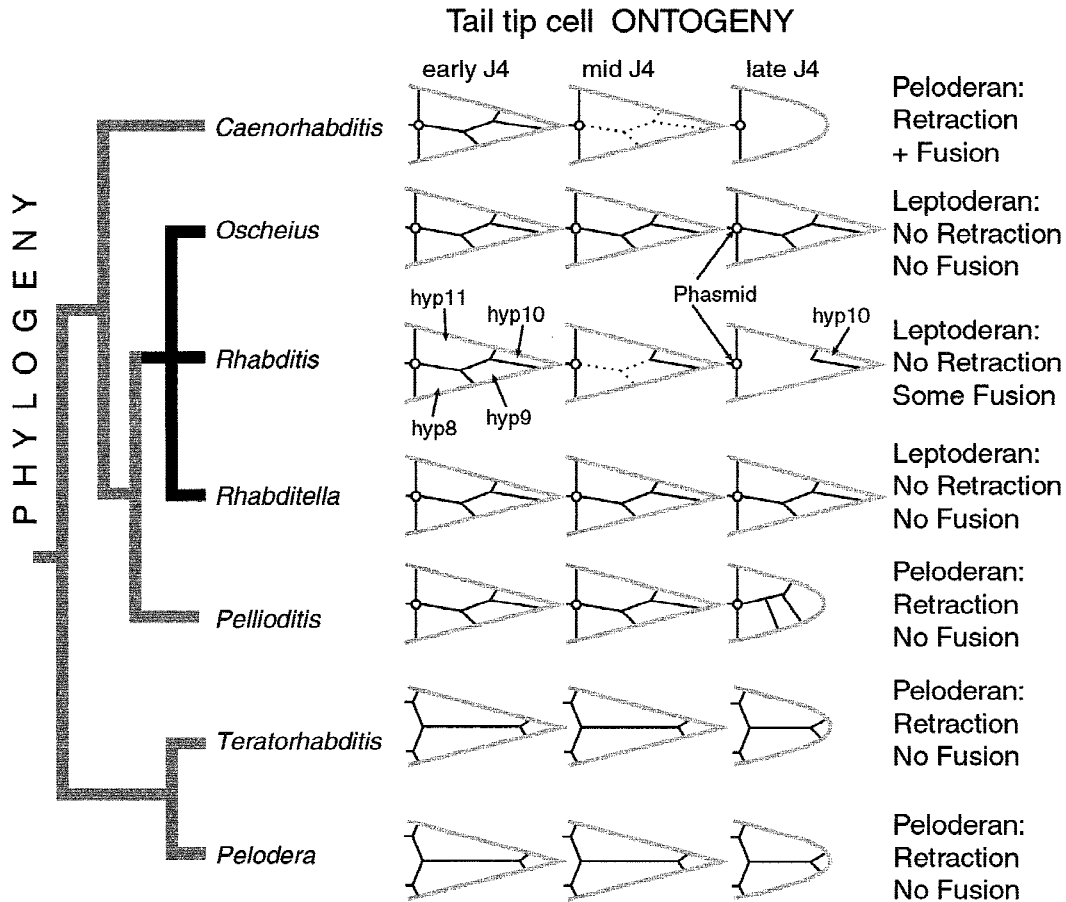 Tail tip cell ONTOGENY
early J4
mid J4
late J4
PHYLOGENY
Caenorhabditis
Peloderan:
Retraction
+ Fusion
Oscheius
Leptoderan:
No Retraction
No Fusion
Phasmid
Rhabditis
hyp11
hyp10
hyp8
hyp9
hyp10
Leptoderan:
No Retraction
Some Fusion
Rhabditella
Leptoderan:
No Retraction
No Fusion
Pellioditis
Peloderan:
Retraction
No Fusion
Teratorhabditis
Peloderan:
Retraction
No Fusion
Pelodera
Peloderan:
Retraction
No Fusion